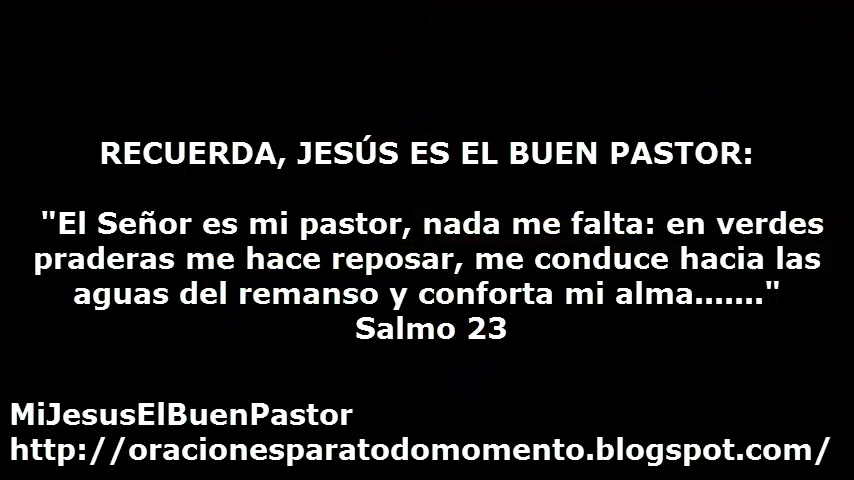 RECUERDA, JESÚS ES EL BUEN PASTOR:
"El Señor es mi pastor, nada me falta: en verdes
praderas me hace reposar, me conduce hacia las
aguas del remanso y conforta mi alma......."
Salmo 23
MiJesusElBuenPastor
http://oracionesparatodomomento.blogspot.com/